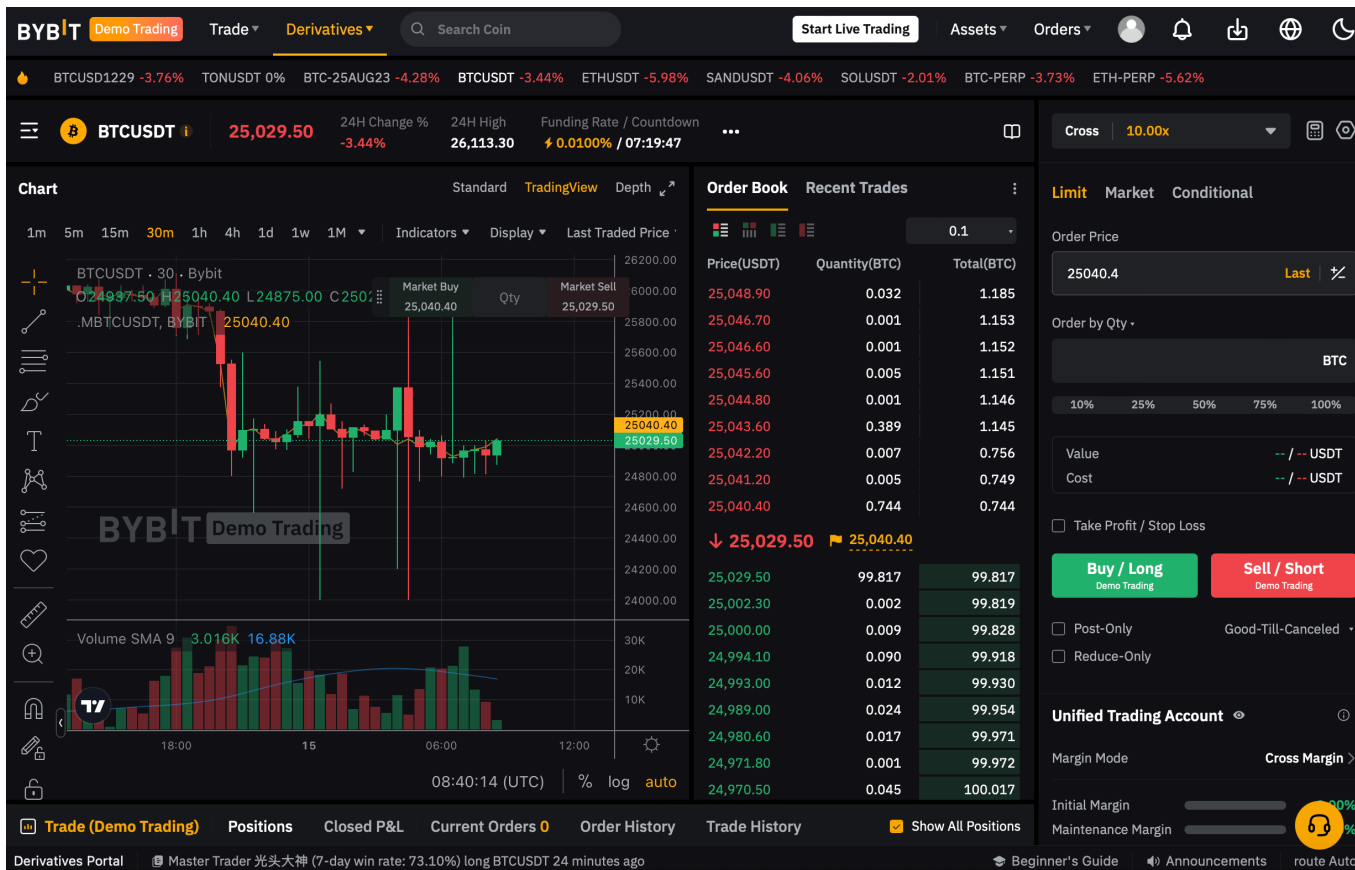 BYBIT Demo Trading Trade Derivatives Search Coin Start Live Trading Assets Orders
BTCUSD1229 -3.76% TONUSDT 0% BTC-25AUG23 -4.28% BTCUSDT -3.44% ETHUSDT -5.98% SANDUSDT -4.06% SOLUSDT -2.01% BTC-PERP -3.73% ETH-PERP -5.62%
BTCUSDT 25,029.50
24H Change % 24H High Funding Rate / Countdown
-3.44% 26,113.30 0.0100% / 07:19:47
Chart Standard TradingView Depth
1m 5m 15m 30m 1h 4h 1d 1w 1M Indicators Display Last Traded Price
BTCUSDT · 30 · Bybit
O24937.50 H25040.40 L24875.00 C2502
.MBTCUSDT, BYBIT 25040.40
Market Buy Qty Market Sell
25,040.40 25,029.50
26200.00
6000.00
25800.00
25600.00
25400.00
25200.00
25040.40
25029.50
24800.00
24600.00
24400.00
24200.00
24000.00
BYBIT Demo Trading
Volume SMA 9 3.016K 16.88K
30K
20K
10K
18:00 15 06:00 12:00
08:40:14 (UTC) % log auto
Order Book Recent Trades
0.1
Price(USDT) Quantity(BTC) Total(BTC)
25,048.90 0.032 1.185
25,046.70 0.001 1.153
25,046.60 0.001 1.152
25,045.60 0.005 1.151
25,044.80 0.001 1.146
25,043.60 0.389 1.145
25,042.20 0.007 0.756
25,041.20 0.005 0.749
25,040.40 0.744 0.744
25,029.50 25,040.40
25,029.50 99.817 99.817
25,002.30 0.002 99.819
25,000.00 0.009 99.828
24,994.10 0.090 99.918
24,993.00 0.012 99.930
24,989.00 0.024 99.954
24,980.60 0.017 99.971
24,971.80 0.001 99.972
24,970.50 0.045 100.017
Cross 10.00x
Limit Market Conditional
Order Price
25040.4 Last
Order by Qty
BTC
10% 25% 50% 75% 100%
Value -- / -- USDT
Cost -- / -- USDT
Take Profit / Stop Loss
Buy / Long Sell / Short
Demo Trading Demo Trading
Post-Only Good-Till-Canceled
Reduce-Only
Unified Trading Account
Margin Mode Cross Margin
Initial Margin
Maintenance Margin
Trade (Demo Trading) Positions Closed P&L Current Orders 0 Order History Trade History Show All Positions
Derivatives Portal Master Trader 光头大神 (7-day win rate: 73.10%) long BTCUSDT 24 minutes ago Beginner's Guide Announcements route Auto